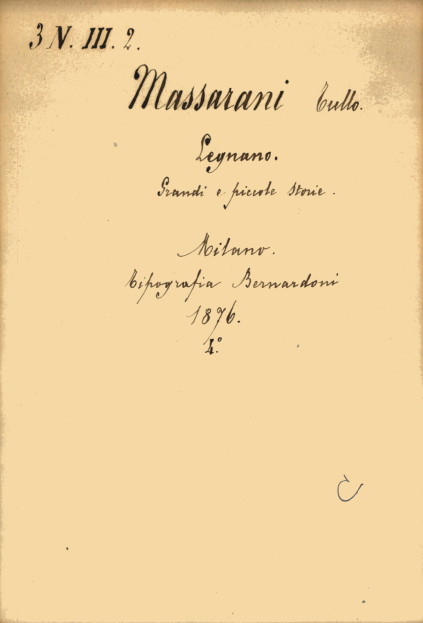 3 N. III. 2.
Massarani Tullo.
Legnano.
Grandi e piccole storie.
Milano.
Tipografia Bernardoni
1876.
4.º
C